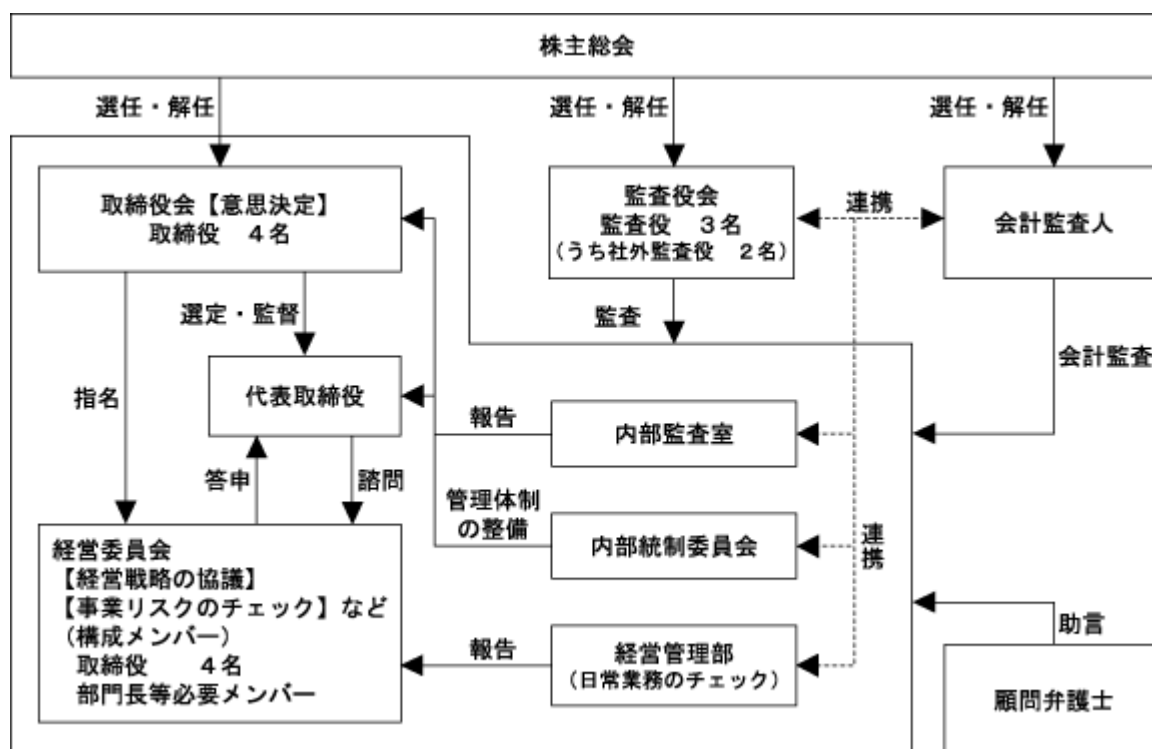 株主総会
選任・解任
選任・解任
選任・解任
取締役会【意思決定】
取締役　４名
監査役会
監査役　３名
（うち社外監査役　２名）
連携
会計監査人
選定・監督
監査
会計監査
指名
代表取締役
報告
内部監査室
答申
諮問
管理体制
の整備
内部統制委員会
連携
経営委員会
【経営戦略の協議】
【事業リスクのチェック】など
（構成メンバー）
取締役　　４名
部門長等必要メンバー
報告
経営管理部
（日常業務のチェック）
助言
顧問弁護士